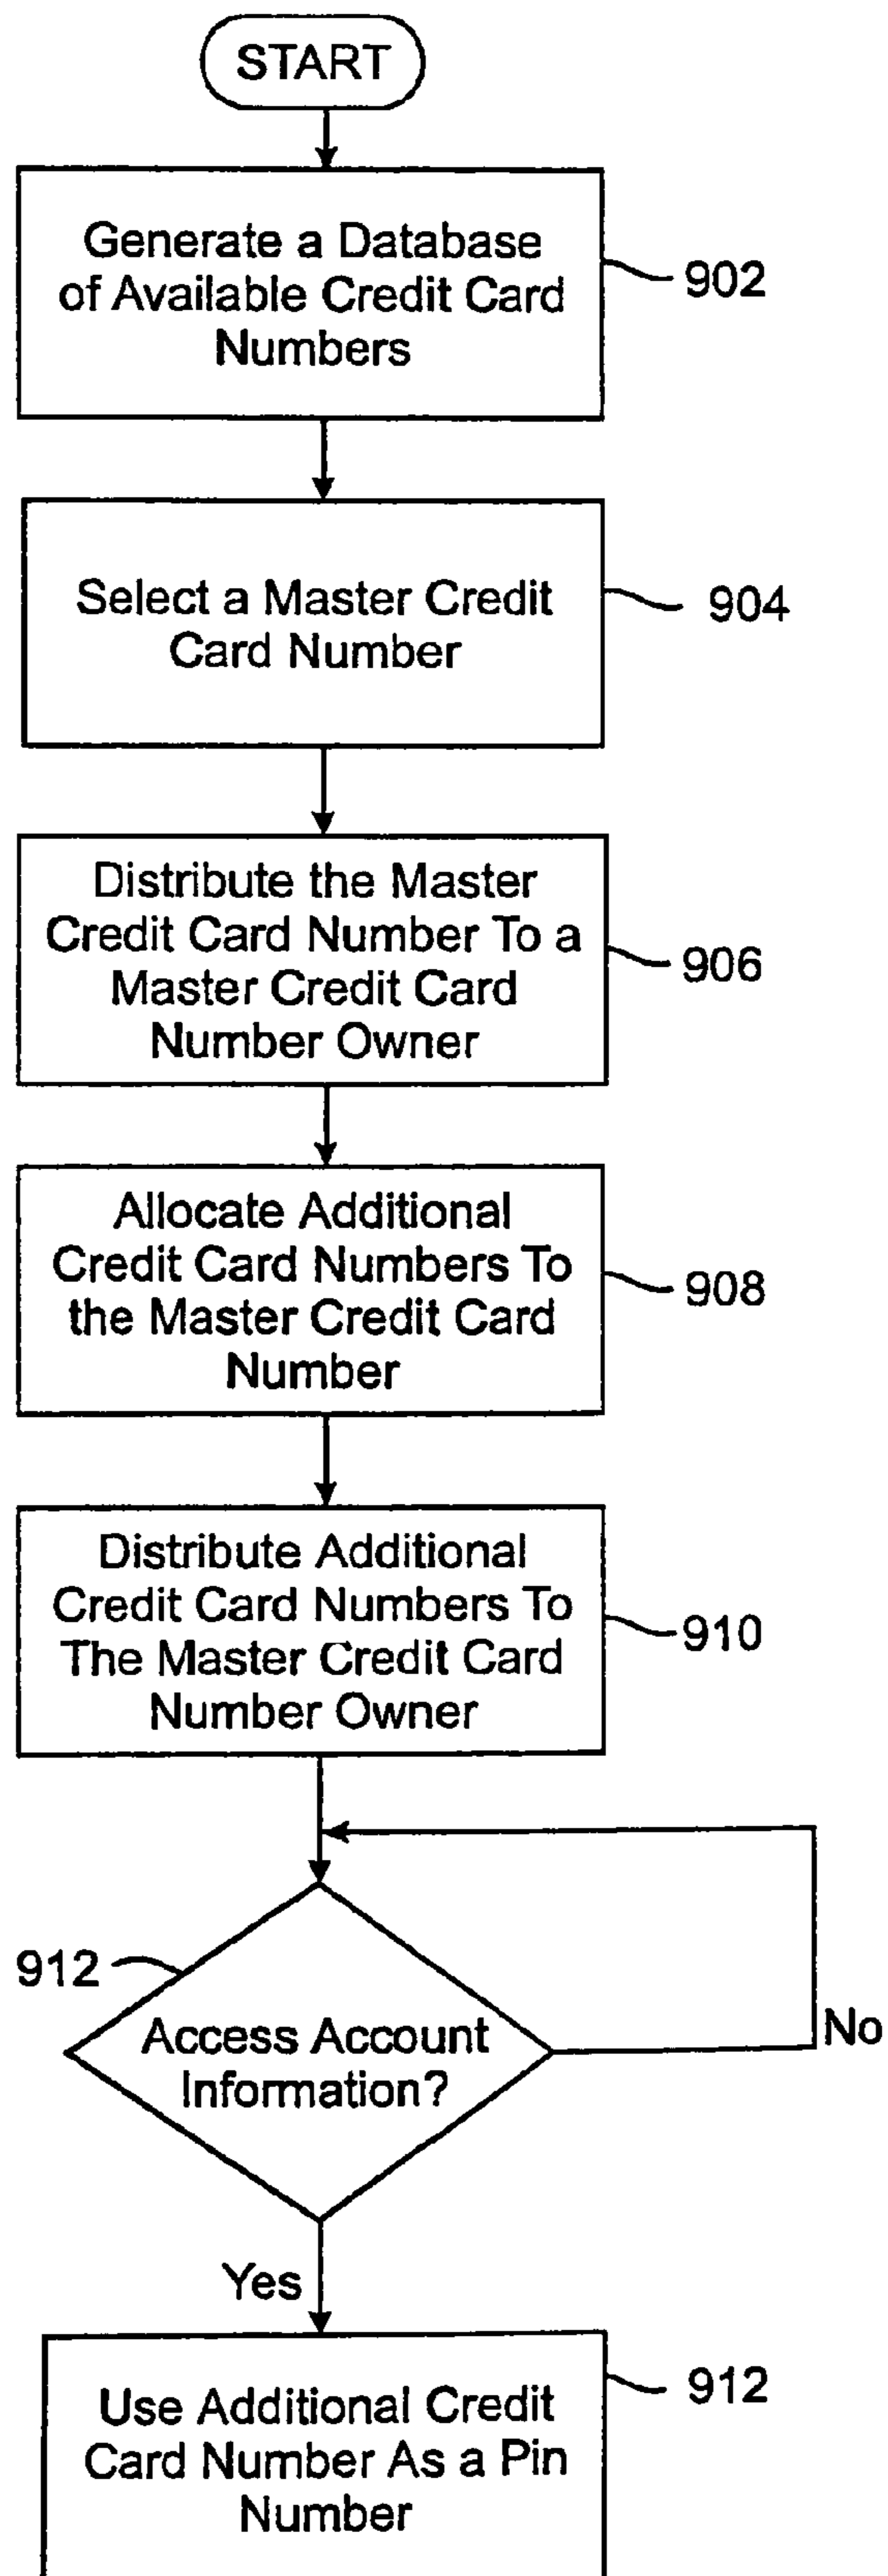 START
Generate a Database
of Available Credit Card
Numbers
902
Select a Master Credit
Card Number
904
Distribute the Master
Credit Card Number To a
Master Credit Card
Number Owner
906
Allocate Additional
Credit Card Numbers To
the Master Credit Card
Number
908
Distribute Additional
Credit Card Numbers To
The Master Credit Card
Number Owner
910
912
Access Account
Information?
No
Yes
Use Additional Credit
Card Number As a Pin
Number
912